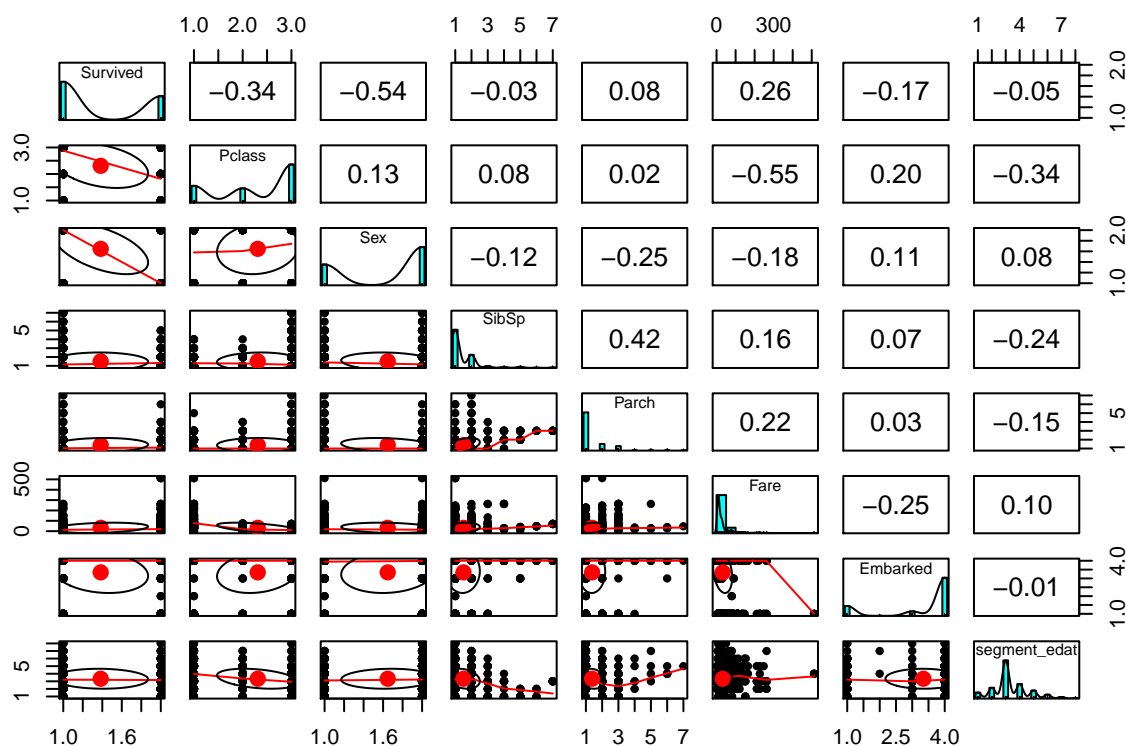 1.0 2.0 3.0 1 3 5 7 0 300 1 4 7
Survived −0.34 −0.54 −0.03 0.08 0.26 −0.17 −0.05 1.0 2.0
1.0 3.0 Pclass 0.13 0.08 0.02 −0.55 0.20 −0.34
Sex −0.12 −0.25 −0.18 0.11 0.08 1.0 2.0
1 5 SibSp 0.42 0.16 0.07 −0.24
Parch 0.22 0.03 −0.15 1 5
0 500 Fare −0.25 0.10
Embarked −0.01 1.0 4.0
1 5 segment_edat
1.0 1.6 1.0 1.6 1 3 5 7 1.0 2.5 4.0